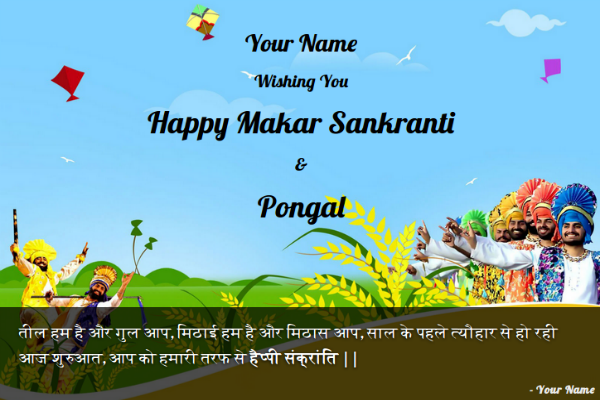 Your Name
Wishing You
Happy Makar Sankranti
&
Pongal
तील हम है और गुल आप, मिठाई हम है और मिठास आप, साल के पहले त्यौहार से हो रही
आज शुरुआत, आप को हमारी तरफ से हैप्पी संक्रांति ||
- Your Name